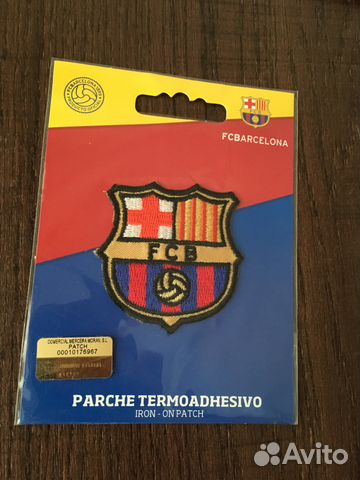 FCBARCELONA
FCB
COMERCIAL MERCERA MORAN, S.L.
PATCH
00010176967
PARCHE TERMOADHESIVO
IRON - ON PATCH
Avito